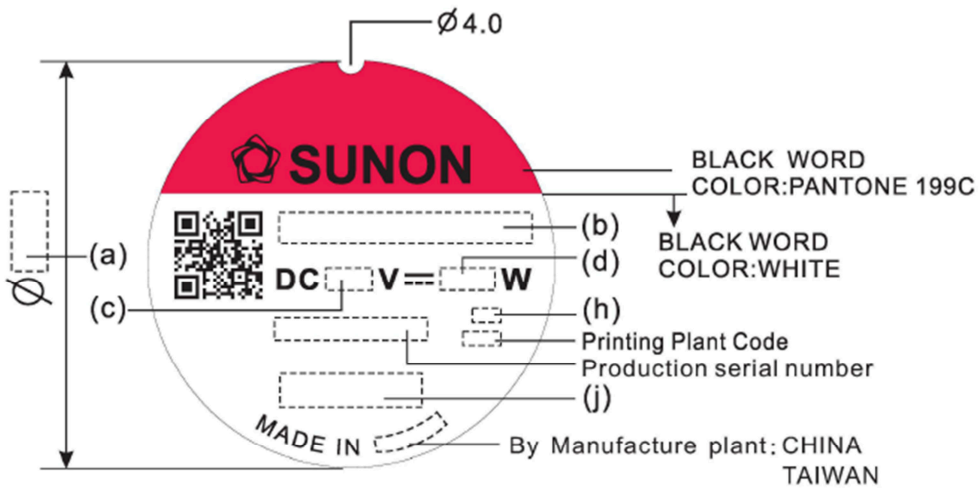 Ø4.0
SUNON
BLACK WORD
COLOR:PANTONE 199C
(b)
BLACK WORD
COLOR:WHITE
(a)
Ø
(d)
DC V⎓ W
(c)
(h)
Printing Plant Code
Production serial number
(j)
MADE IN
By Manufacture plant: CHINA
TAIWAN